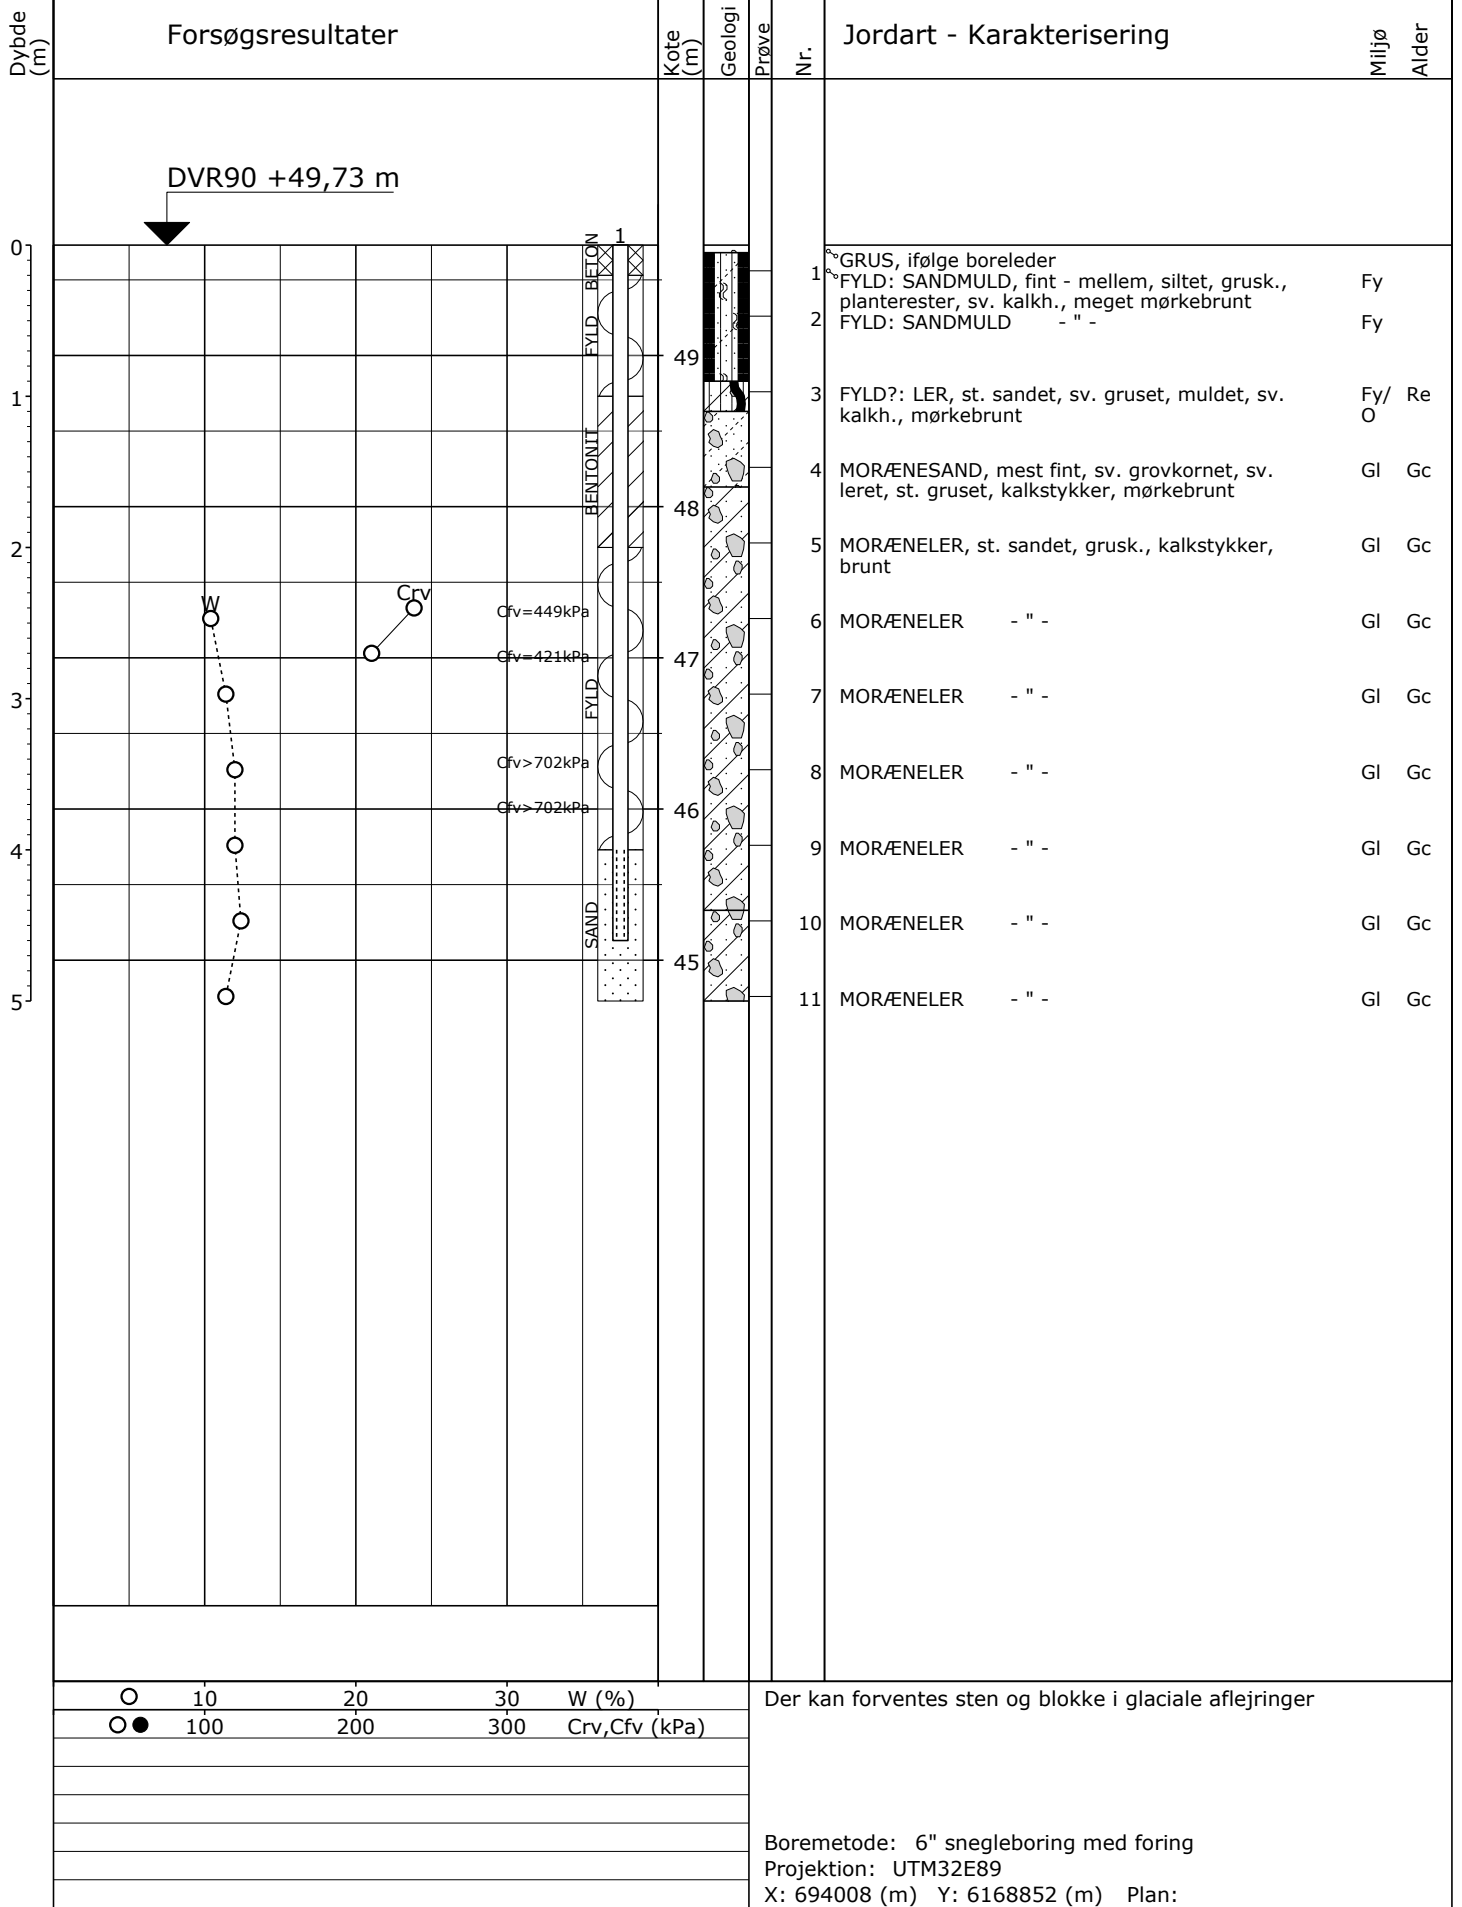 Dybde (m)
Forsøgsresultater
Kote (m)
Geologi
Prøve
Nr.
Jordart - Karakterisering
Miljø
Alder
DVR90 +49,73 m
0
1
2
3
4
5
1
BETON
FYLD
BENTONIT
FYLD
SAND
W
Crv
Cfv=449kPa
Cfv=421kPa
Cfv>702kPa
Cfv>702kPa
49
48
47
46
45
GRUS, ifølge boreleder
1 FYLD: SANDMULD, fint - mellem, siltet, grusk., Fy
planterester, sv. kalkh., meget mørkebrunt
2 FYLD: SANDMULD - " - Fy
3 FYLD?: LER, st. sandet, sv. gruset, muldet, sv. Fy/ Re
kalkh., mørkebrunt O
4 MORÆNESAND, mest fint, sv. grovkornet, sv. Gl Gc
leret, st. gruset, kalkstykker, mørkebrunt
5 MORÆNELER, st. sandet, grusk., kalkstykker, Gl Gc
brunt
6 MORÆNELER - " - Gl Gc
7 MORÆNELER - " - Gl Gc
8 MORÆNELER - " - Gl Gc
9 MORÆNELER - " - Gl Gc
10 MORÆNELER - " - Gl Gc
11 MORÆNELER - " - Gl Gc
10 20 30 W (%)
100 200 300 Crv,Cfv (kPa)
Der kan forventes sten og blokke i glaciale aflejringer
Boremetode: 6" snegleboring med foring
Projektion: UTM32E89
X: 694008 (m) Y: 6168852 (m) Plan: